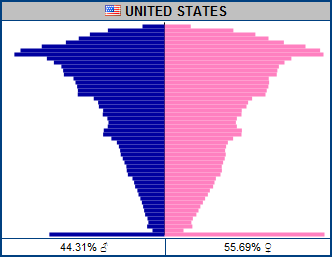 UNITED STATES
44.31% ♂
55.69% ♀